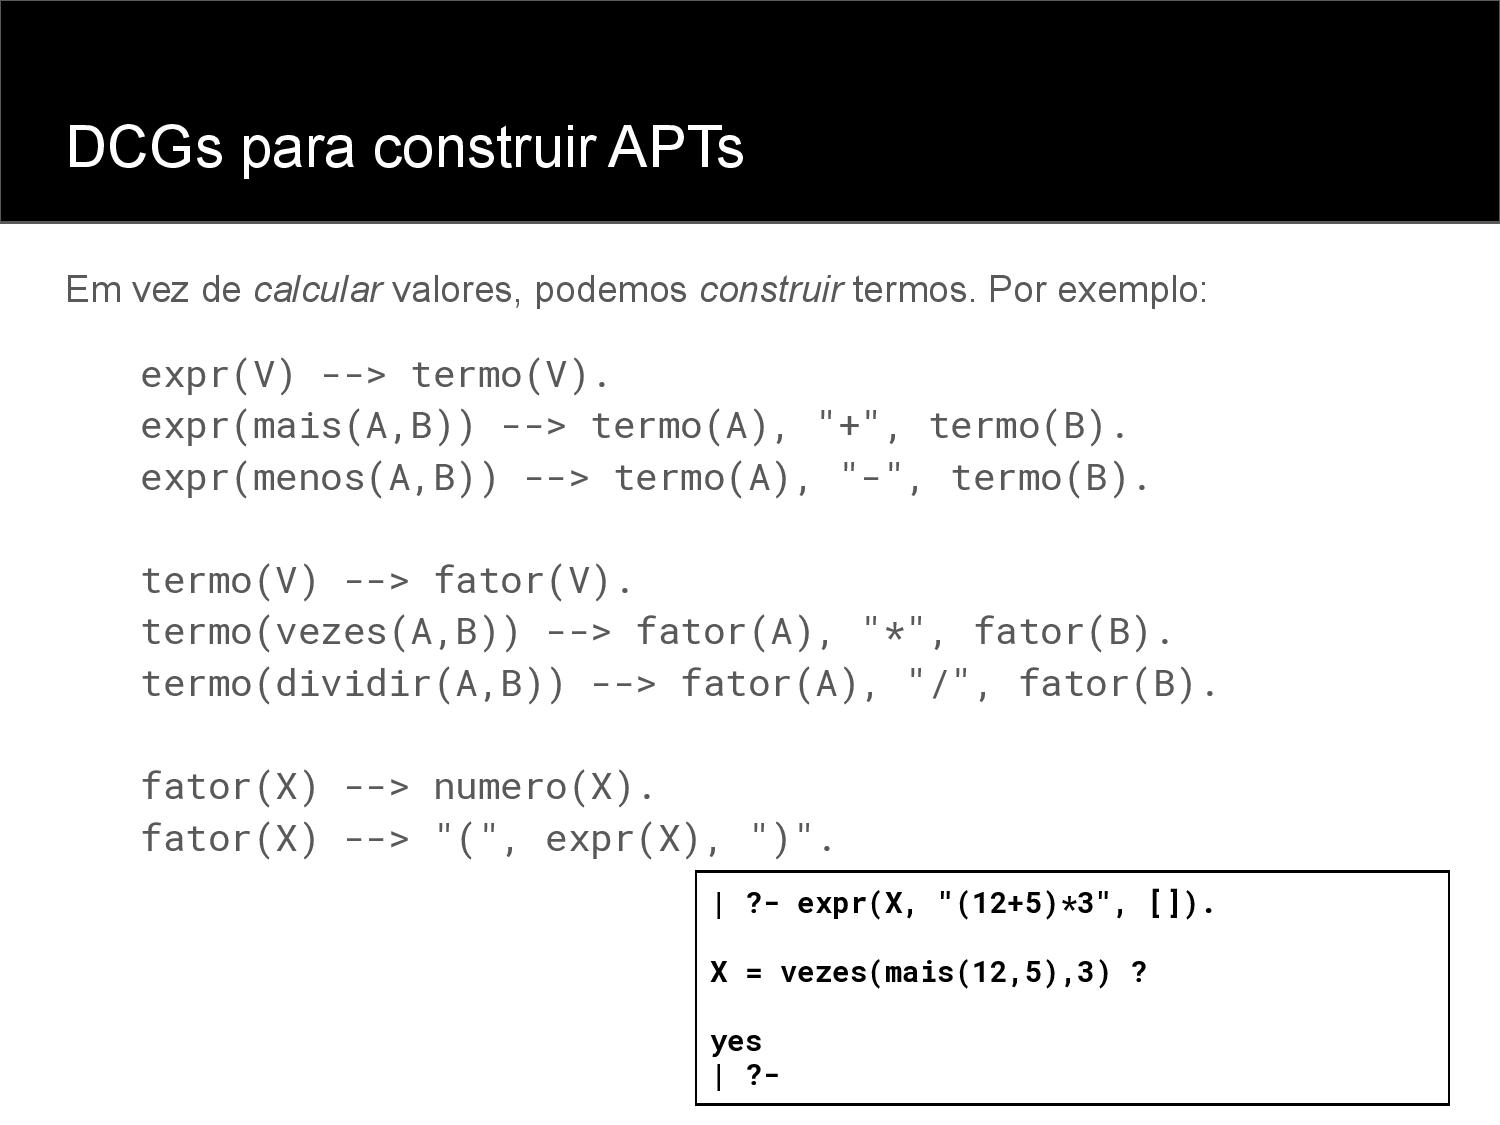 DCGs para construir APTs
Em vez de calcular valores, podemos construir termos. Por exemplo:
expr(V) --> termo(V).
expr(mais(A,B)) --> termo(A), "+", termo(B).
expr(menos(A,B)) --> termo(A), "-", termo(B).
termo(V) --> fator(V).
termo(vezes(A,B)) --> fator(A), "*", fator(B).
termo(dividir(A,B)) --> fator(A), "/", fator(B).
fator(X) --> numero(X).
fator(X) --> "(", expr(X), ")".
| ?- expr(X, "(12+5)*3", []).
X = vezes(mais(12,5),3) ?
yes
| ?-